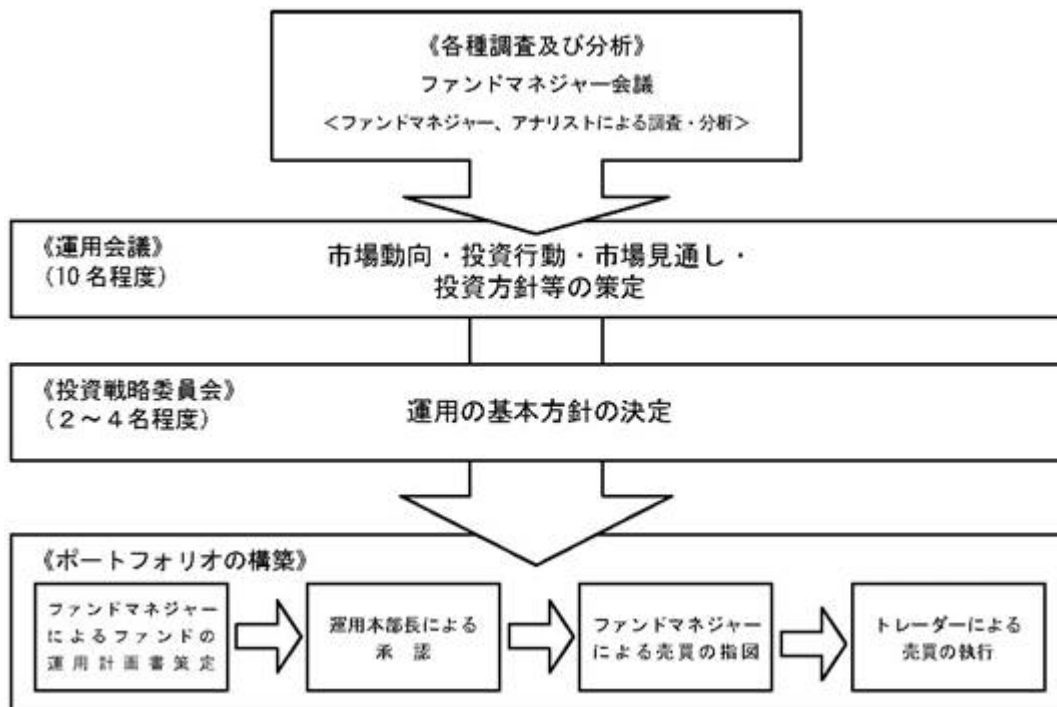 《各種調査及び分析》
ファンドマネジャー会議
＜ファンドマネジャー、アナリストによる調査・分析＞
《運用会議》
(10名程度)
市場動向・投資行動・市場見通し・
投資方針等の策定
《投資戦略委員会》
(２～４名程度)
運用の基本方針の決定
《ポートフォリオの構築》
ファンドマネジャー
によるファンドの
運用計画書策定
運用本部長による
承　認
ファンドマネジャー
による売買の指図
トレーダーによる
売買の執行